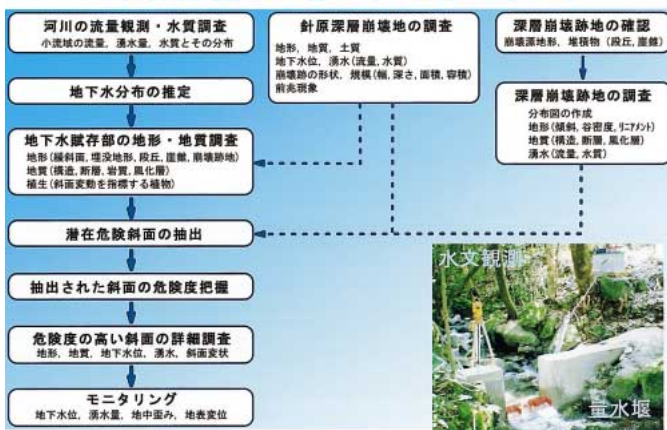 河川の流量観測・水質調査
小流域の流量, 湧水量, 水質とその分布
地下水分布の推定
地下水賦存部の地形・地質調査
地形(緩斜面, 埋没地形, 段丘, 崖錐, 崩壊跡地)
地質(構造, 断層, 岩質, 風化層)
植生(斜面変動を指標する植物)
潜在危険斜面の抽出
抽出された斜面の危険度把握
危険度の高い斜面の詳細調査
地形, 地質, 地下水位, 湧水, 斜面変状
モニタリング
地下水位, 湧水量, 地中歪み, 地表変位
針原深層崩壊地の調査
地形, 地質, 土質
地下水位, 湧水(流量, 水質)
崩壊跡の形状, 規模(幅, 深さ, 面積, 容積)
前兆現象
深層崩壊跡地の確認
崩壊源地形, 堆積物 (段丘, 崖錐)
深層崩壊跡地の調査
分布図の作成
地形(傾斜, 谷密度, リニアメント)
地質(構造, 断層, 風化層)
湧水(流量, 水質)
水文観測
量水堰